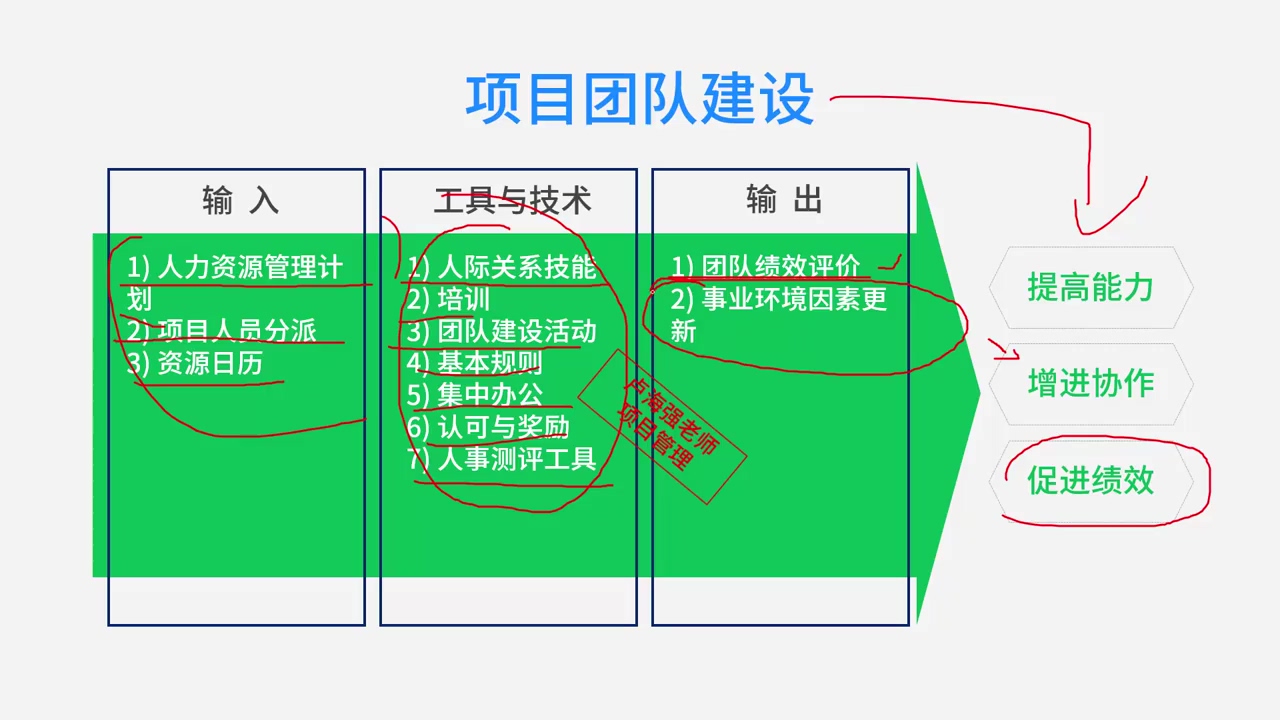 项目团队建设
输 入
1) 人力资源管理计
划
2) 项目人员分派
3) 资源日历
工具与技术
1) 人际关系技能
2) 培训
3) 团队建设活动
4) 基本规则
5) 集中办公
6) 认可与奖励
7) 人事测评工具
输 出
1) 团队绩效评价
2) 事业环境因素更
新
提高能力
增进协作
促进绩效
卢海强老师
项目管理